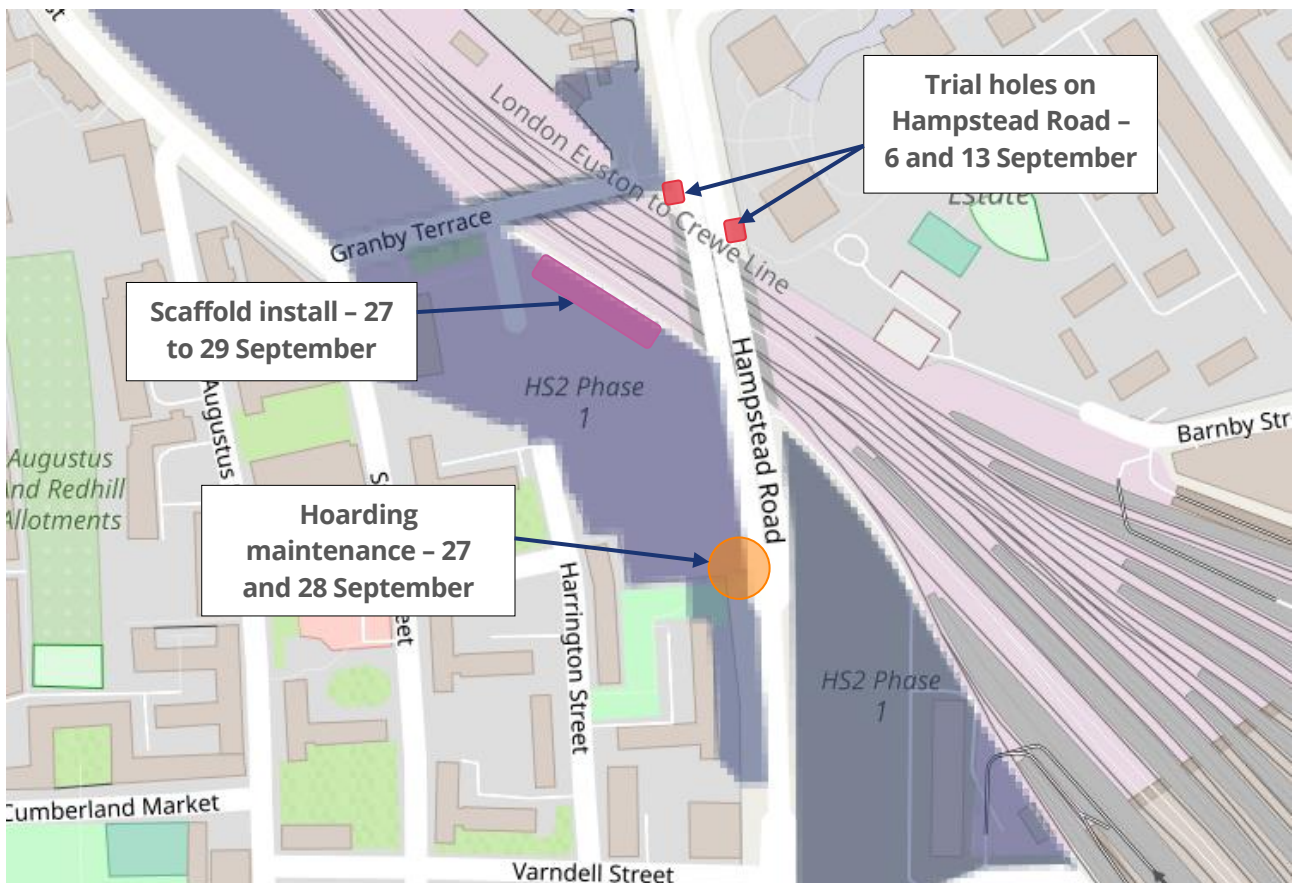 London Euston to Crewe Line
Trial holes on
Hampstead Road –
6 and 13 September
Estate
Granby Terrace
Scaffold install – 27
to 29 September
HS2 Phase
1
Hampstead Road
Barnby Str
Augustus
Augustus
And Redhill
Allotments
Hoarding
maintenance – 27
and 28 September
S
eet
Harrington Street
HS2 Phase
1
Cumberland Market
Varndell Street